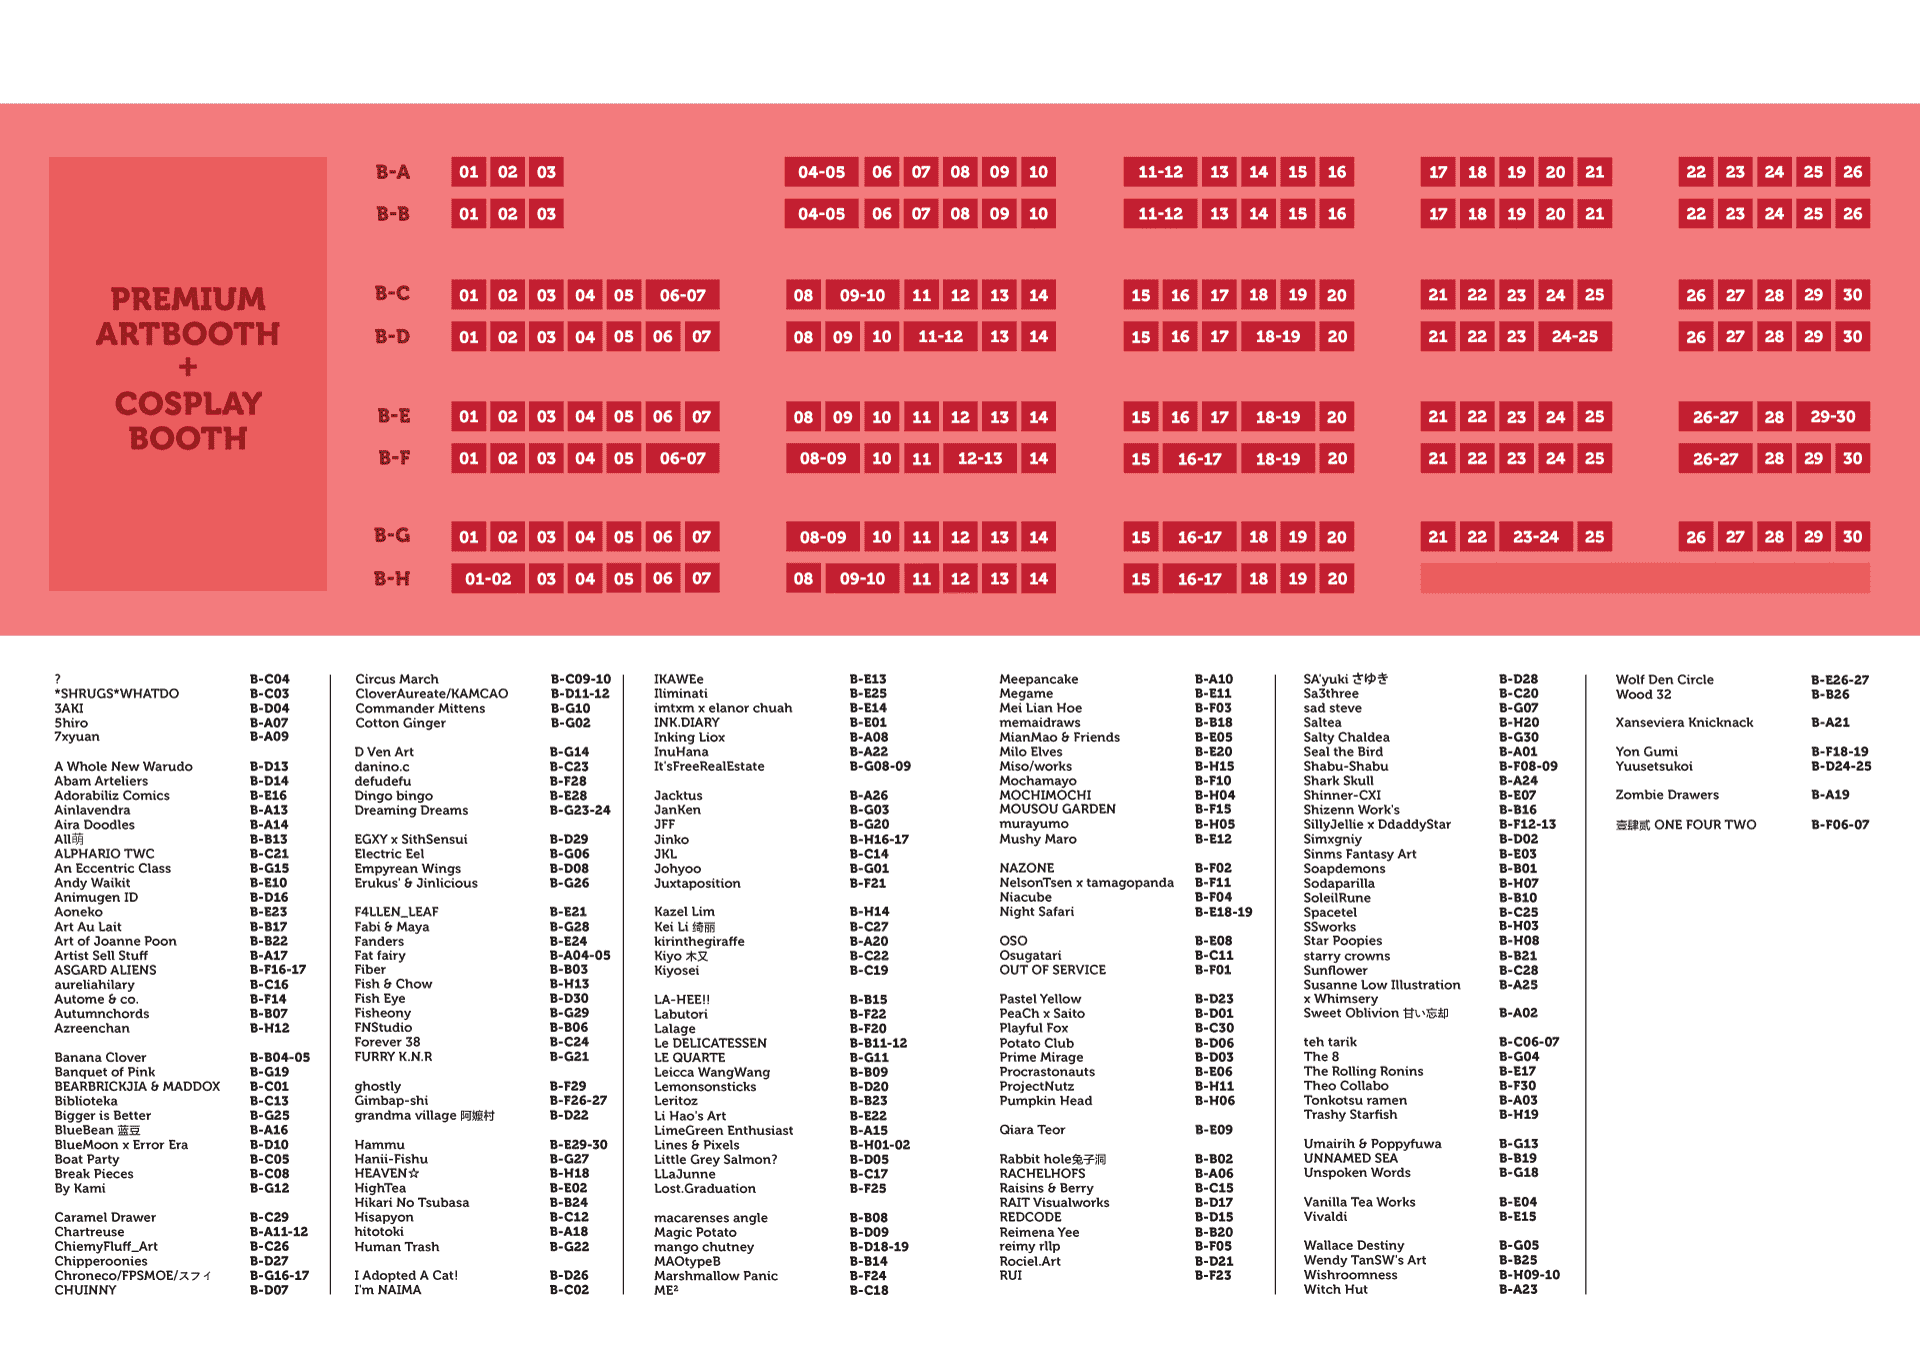 PREMIUM
ARTBOOTH
+
COSPLAY
BOOTH
B-A 01 02 03 04-05 06 07 08 09 10 11-12 13 14 15 16 17 18 19 20 21 22 23 24 25 26
B-B 01 02 03 04-05 06 07 08 09 10 11-12 13 14 15 16 17 18 19 20 21 22 23 24 25 26
B-C 01 02 03 04 05 06-07 08 09-10 11 12 13 14 15 16 17 18 19 20 21 22 23 24 25 26 27 28 29 30
B-D 01 02 03 04 05 06 07 08 09 10 11-12 13 14 15 16 17 18-19 20 21 22 23 24-25 26 27 28 29 30
B-E 01 02 03 04 05 06 07 08 09 10 11 12 13 14 15 16 17 18-19 20 21 22 23 24 25 26-27 28 29-30
B-F 01 02 03 04 05 06-07 08-09 10 11 12-13 14 15 16-17 18-19 20 21 22 23 24 25 26-27 28 29 30
B-G 01 02 03 04 05 06 07 08-09 10 11 12 13 14 15 16-17 18 19 20 21 22 23-24 25 26 27 28 29 30
B-H 01-02 03 04 05 06 07 08 09-10 11 12 13 14 15 16-17 18 19 20
? B-C04
*SHRUGS*WHATDO B-C03
3AKI B-D04
5hiro B-A07
7xyuan B-A09
A Whole New Warudo B-D13
Abam Arteliers B-D14
Adorabiliz Comics B-E16
Ainlavendra B-A13
Aira Doodles B-A14
All萌 B-B13
ALPHARIO TWC B-C21
An Eccentric Class B-G15
Andy Waikit B-E10
Animugen ID B-D16
Aoneko B-E23
Art Au Lait B-B17
Art of Joanne Poon B-B22
Artist Sell Stuff B-A17
ASGARD ALIENS B-F16-17
aureliahilary B-C16
Autome & co. B-F14
Autumnchords B-B07
Azreenchan B-H12
Banana Clover B-B04-05
Banquet of Pink B-G19
BEARBRICKJIA & MADDOX B-C01
Biblioteka B-C13
Bigger is Better B-G25
BlueBean 蓝豆 B-A16
BlueMoon x Error Era B-D10
Boat Party B-C05
Break Pieces B-C08
By Kami B-G12
Caramel Drawer B-C29
Chartreuse B-A11-12
ChiemyFluff_Art B-C26
Chipperoonies B-D27
Chroneco/FPSMOE/スフィ B-G16-17
CHUINNY B-D07
Circus March B-C09-10
CloverAureate/KAMCAO B-D11-12
Commander Mittens B-G10
Cotton Ginger B-G02
D Ven Art B-G14
danino.c B-C23
defudefu B-F28
Dingo bingo B-E28
Dreaming Dreams B-G23-24
EGXY x SithSensui B-D29
Electric Eel B-G06
Empyrean Wings B-D08
Erukus' & Jinlicious B-G26
F4LLEN_LEAF B-E21
Fabi & Maya B-G28
Fanders B-E24
Fat fairy B-A04-05
Fiber B-B03
Fish & Chow B-H13
Fish Eye B-D30
Fisheony B-G29
FNStudio B-B06
Forever 38 B-C24
FURRY K.N.R B-G21
ghostly B-F29
Gimbap-shi B-F26-27
grandma village 阿嬷村 B-D22
Hammu B-E29-30
Hanii-Fishu B-G27
HEAVEN☆ B-H18
HighTea B-E02
Hikari No Tsubasa B-B24
Hisapyon B-C12
hitotoki B-A18
Human Trash B-G22
I Adopted A Cat! B-D26
I'm NAIMA B-C02
IKAWEe B-E13
Iliminati B-E25
imtxm x elanor chuah B-E14
INK.DIARY B-E01
Inking Liox B-A08
InuHana B-A22
It'sFreeRealEstate B-G08-09
Jacktus B-A26
JanKen B-G03
JFF B-G20
Jinko B-H16-17
JKL B-C14
Johyoo B-G01
Juxtaposition B-F21
Kazel Lim B-H14
Kei Li 绮丽 B-C27
kirinthegiraffe B-A20
Kiyo 木又 B-C22
Kiyosei B-C19
LA-HEE!! B-B15
Labutori B-F22
Lalage B-F20
Le DELICATESSEN B-B11-12
LE QUARTE B-G11
Leicca WangWang B-B09
Lemonsonsticks B-D20
Leritoz B-B23
Li Hao's Art B-E22
LimeGreen Enthusiast B-A15
Lines & Pixels B-H01-02
Little Grey Salmon? B-D05
LLaJunne B-C17
Lost.Graduation B-F25
macarenses angle B-B08
Magic Potato B-D09
mango chutney B-D18-19
MAOtypeB B-B14
Marshmallow Panic B-F24
ME² B-C18
Meepancake B-A10
Megame B-E11
Mei Lian Hoe B-F03
memaidraws B-B18
MianMao & Friends B-E05
Milo Elves B-E20
Miso/works B-H15
Mochamayo B-F10
MOCHIMOCHI B-H04
MOUSOU GARDEN B-F15
murayumo B-H05
Mushy Maro B-E12
NAZONE B-F02
NelsonTsen x tamagopanda B-F11
Niacube B-F04
Night Safari B-E18-19
OSO B-E08
Osugatari B-C11
OUT OF SERVICE B-F01
Pastel Yellow B-D23
PeaCh x Saito B-D01
Playful Fox B-C30
Potato Club B-D06
Prime Mirage B-D03
Procrastonauts B-E06
ProjectNutz B-H11
Pumpkin Head B-H06
Qiara Teor B-E09
Rabbit hole兔子洞 B-B02
RACHELHOFS B-A06
Raisins & Berry B-C15
RAIT Visualworks B-D17
REDCODE B-D15
Reimena Yee B-B20
reimy rllp B-F05
Rociel.Art B-D21
RUI B-F23
SA'yuki さゆき B-D28
Sa3three B-C20
sad steve B-G07
Saltea B-H20
Salty Chaldea B-G30
Seal the Bird B-A01
Shabu-Shabu B-F08-09
Shark Skull B-A24
Shinner-CXI B-E07
Shizenn Work's B-B16
SillyJellie x DdaddyStar B-F12-13
Simxgniy B-D02
Sinms Fantasy Art B-E03
Soapdemons B-B01
Sodaparilla B-H07
SoleilRune B-B10
Spacetel B-C25
SSworks B-H03
Star Poopies B-H08
starry crowns B-B21
Sunflower B-C28
Susanne Low Illustration B-A25
x Whimsery
Sweet Oblivion 甘い忘却 B-A02
teh tarik B-C06-07
The 8 B-G04
The Rolling Ronins B-E17
Theo Collabo B-F30
Tonkotsu ramen B-A03
Trashy Starfish B-H19
Umairih & Poppyfuwa B-G13
UNNAMED SEA B-B19
Unspoken Words B-G18
Vanilla Tea Works B-E04
Vivaldi B-E15
Wallace Destiny B-G05
Wendy TanSW's Art B-B25
Wishroomness B-H09-10
Witch Hut B-A23
Wolf Den Circle B-E26-27
Wood 32 B-B26
Xanseviera Knicknack B-A21
Yon Gumi B-F18-19
Yuusetsukoi B-D24-25
Zombie Drawers B-A19
壹肆贰 ONE FOUR TWO B-F06-07